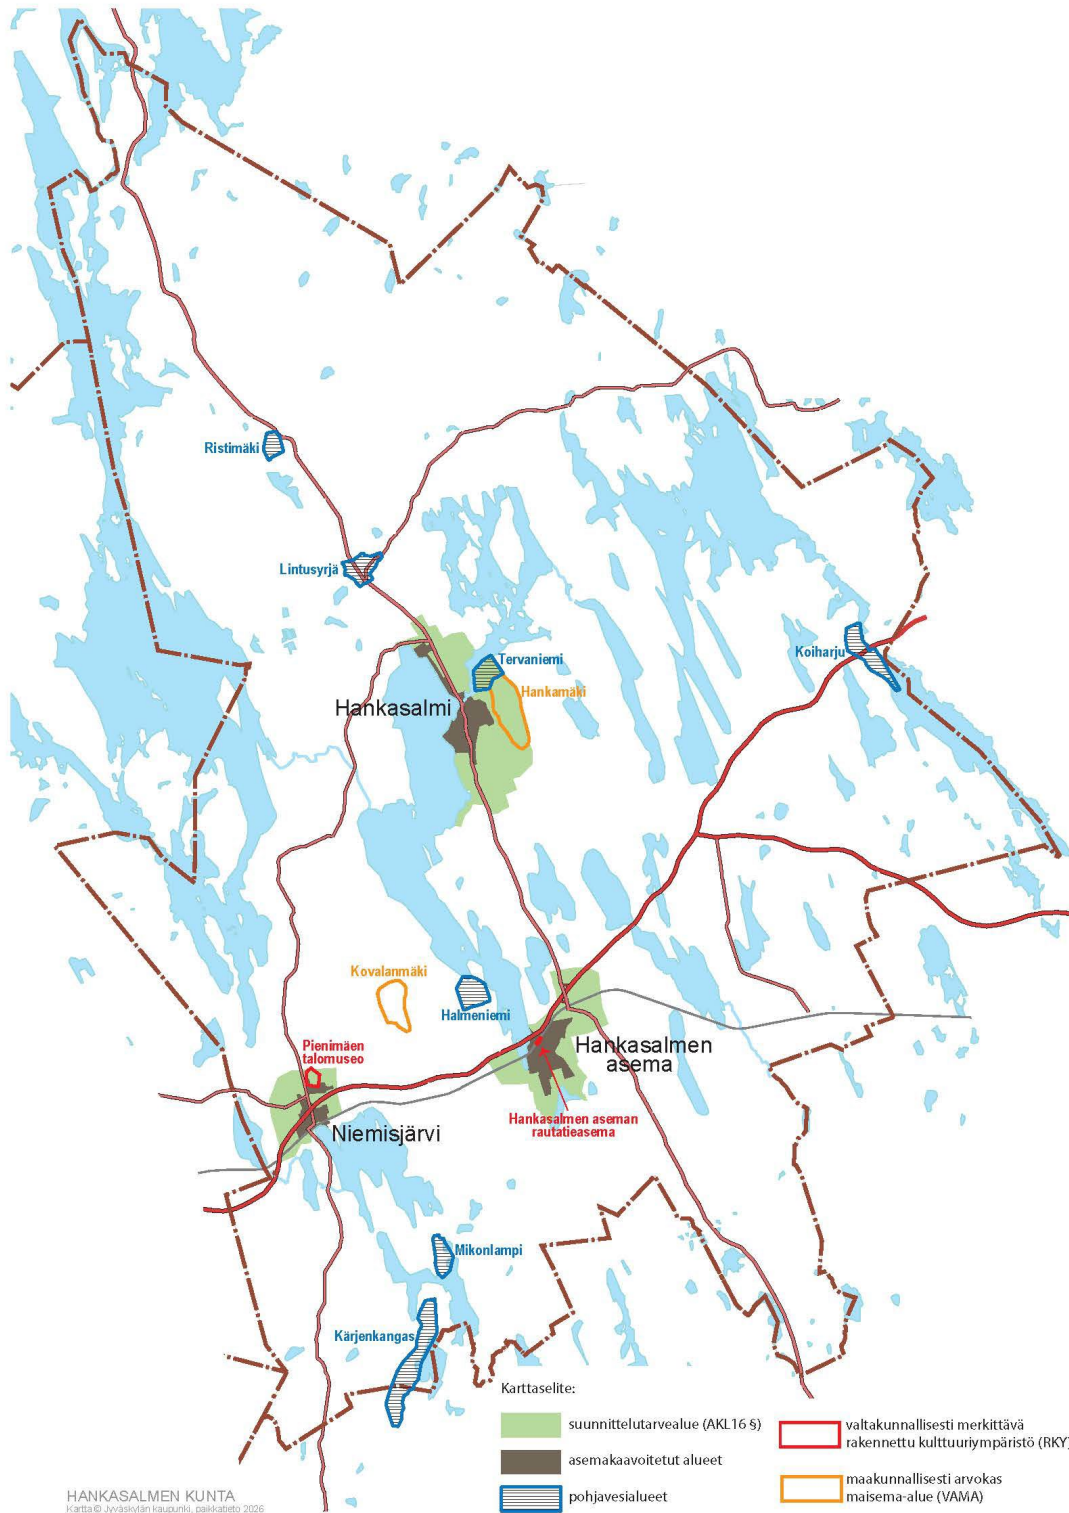 Ristimäki
Lintusyrjä
Tervaniemi
Hankamäki
Hankasalmi
Koiharju
Kovalanmäki
Halmeniemi
Pienimäen
talomuseo
Hankasalmen
asema
Hankasalmen aseman
rautatieasema
Niemisjärvi
Mikonlampi
Kärjenkangas
Karttaselite:
suunnittelutarvealue (AKL16 §)
asemakaavoitetut alueet
pohjavesialueet
valtakunnallisesti merkittävä
rakennettu kulttuuriympäristö (RKY)
maakunnallisesti arvokas
maisema-alue (VAMA)
HANKASALMEN KUNTA
Kartta © Jyväskylän kaupunki, paikkatieto 2026